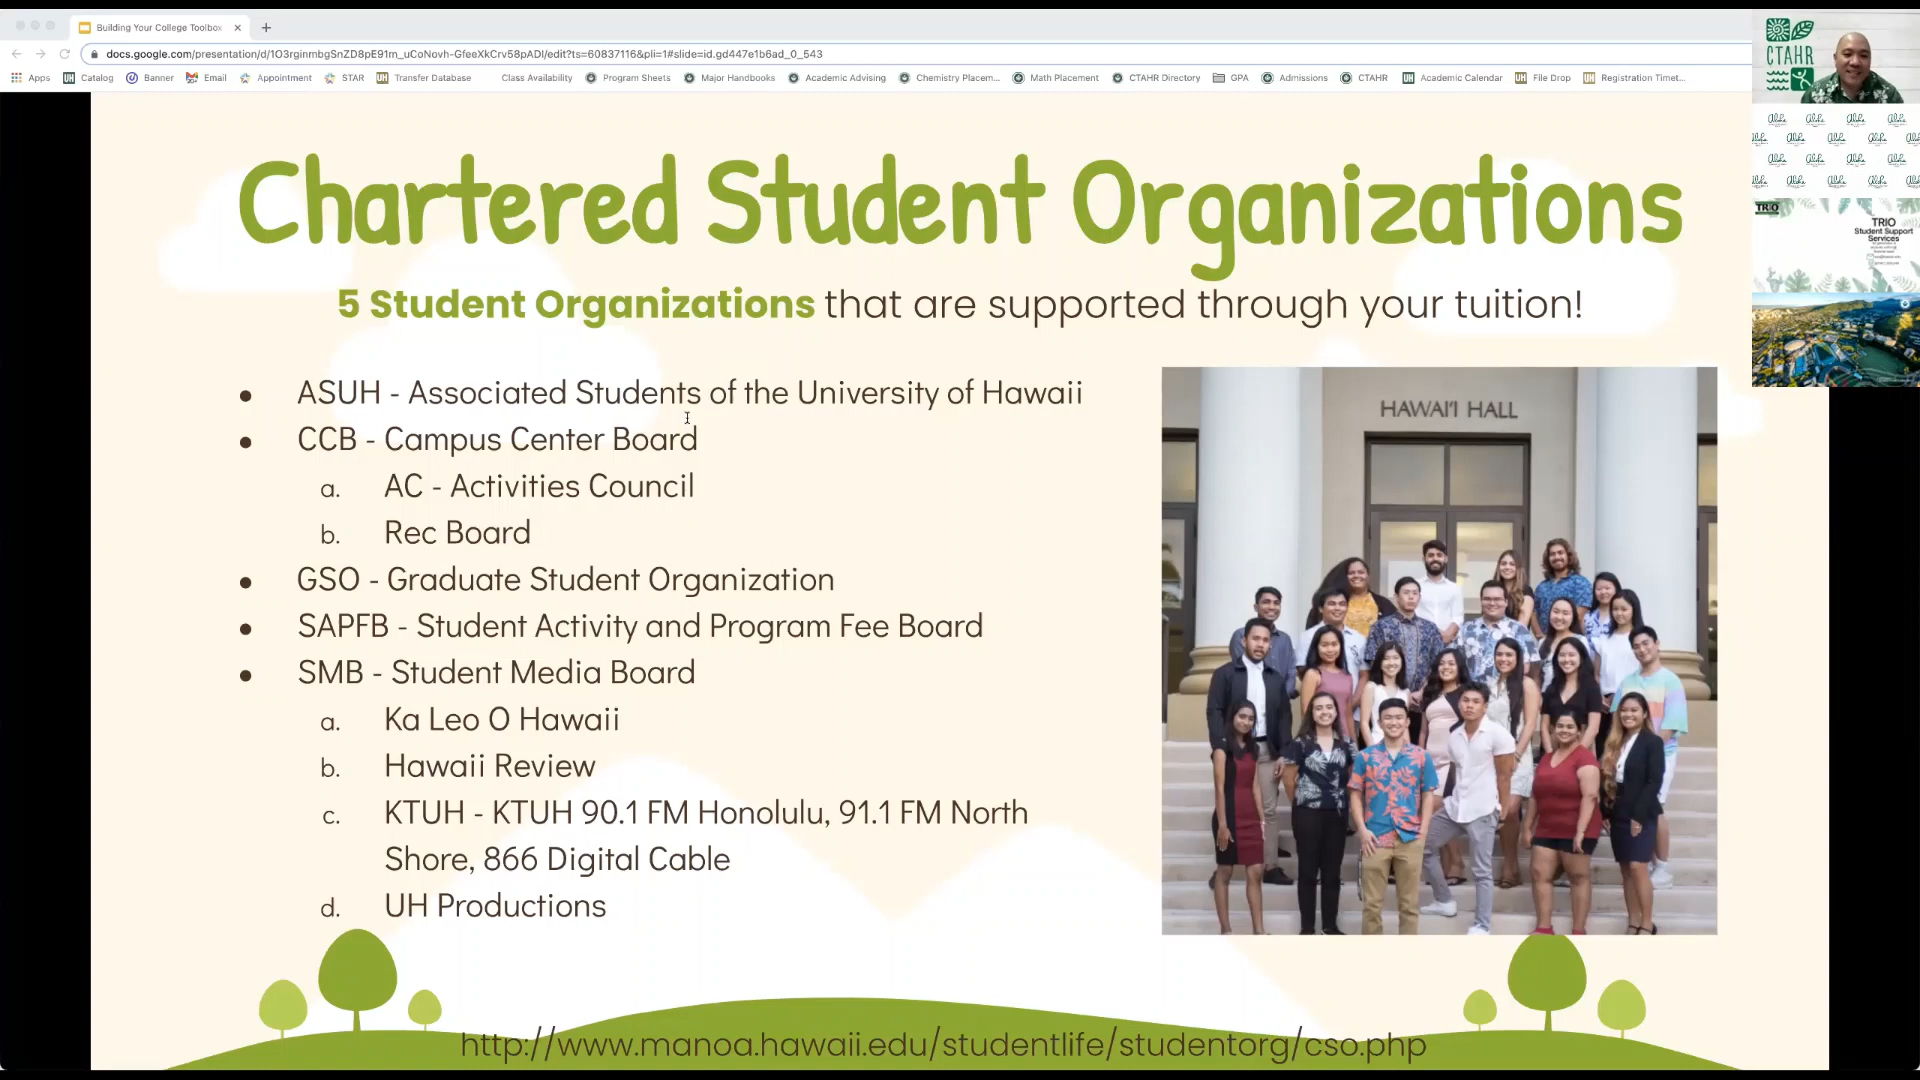 Building Your College Toolbox
docs.google.com/presentation/d/1O3rginrnbgSnZD8pE91m_uCoNovh-GfeeXkCrv58pADI/edit?ts=60837116&pli=1#slide=id.gd447e1b6ad_0_543
Apps Catalog Banner Email Appointment STAR Transfer Database Class Availability Program Sheets Major Handbooks Academic Advising Chemistry Placem... Math Placement CTAHR Directory GPA Admissions CTAHR Academic Calendar File Drop Registration Timet...
CTAHR
Chartered Student Organizations
5 Student Organizations that are supported through your tuition!
TRIO
TRIO
Student Support
Services
• ASUH - Associated Students of the University of Hawaii
• CCB - Campus Center Board
a. AC - Activities Council
b. Rec Board
• GSO - Graduate Student Organization
• SAPFB - Student Activity and Program Fee Board
• SMB - Student Media Board
a. Ka Leo O Hawaii
b. Hawaii Review
c. KTUH - KTUH 90.1 FM Honolulu, 91.1 FM North
Shore, 866 Digital Cable
d. UH Productions
HAWAI'I HALL
http://www.manoa.hawaii.edu/studentlife/studentorg/cso.php